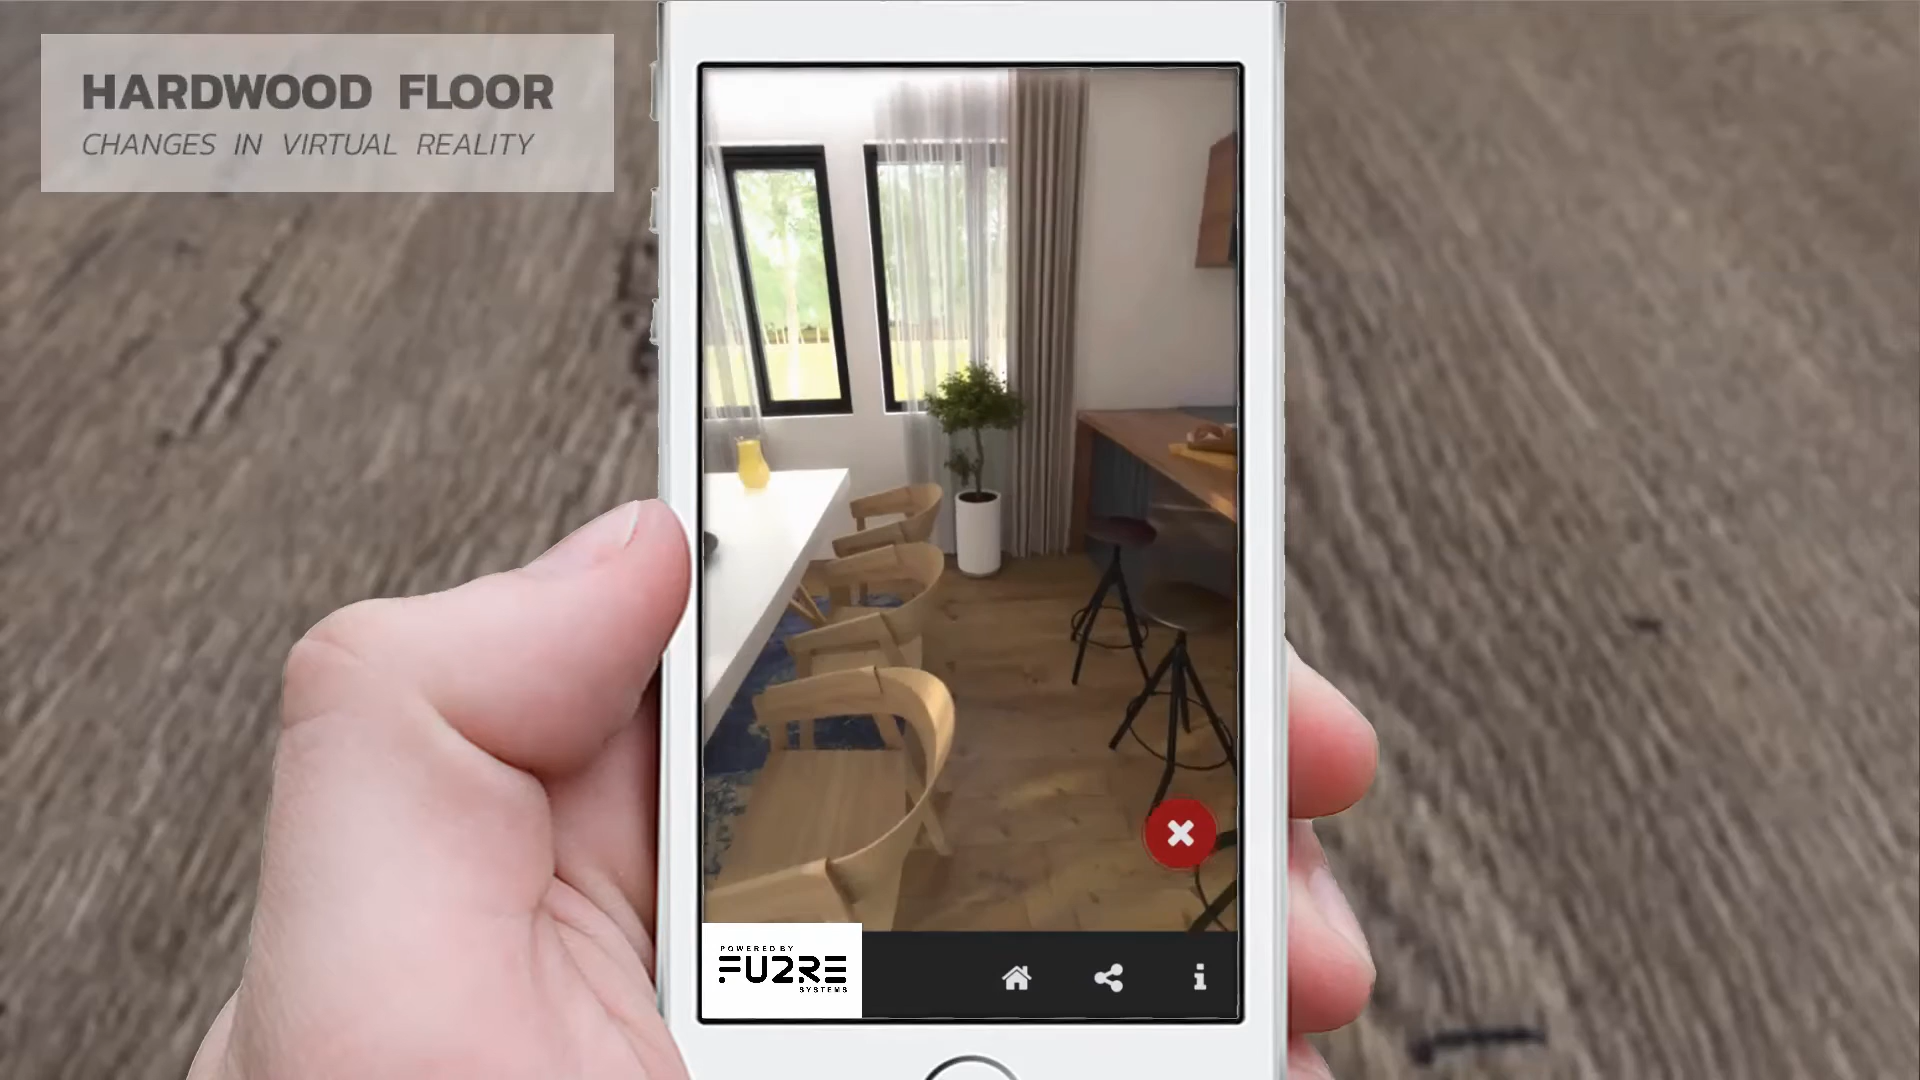 HARDWOOD FLOOR
CHANGES IN VIRTUAL REALITY
POWERED BY
FU2RE
SYSTEMS